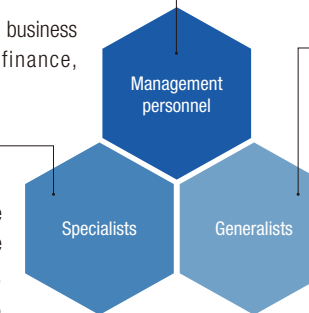 business
finance,
Management
personnel
Specialists
Generalists